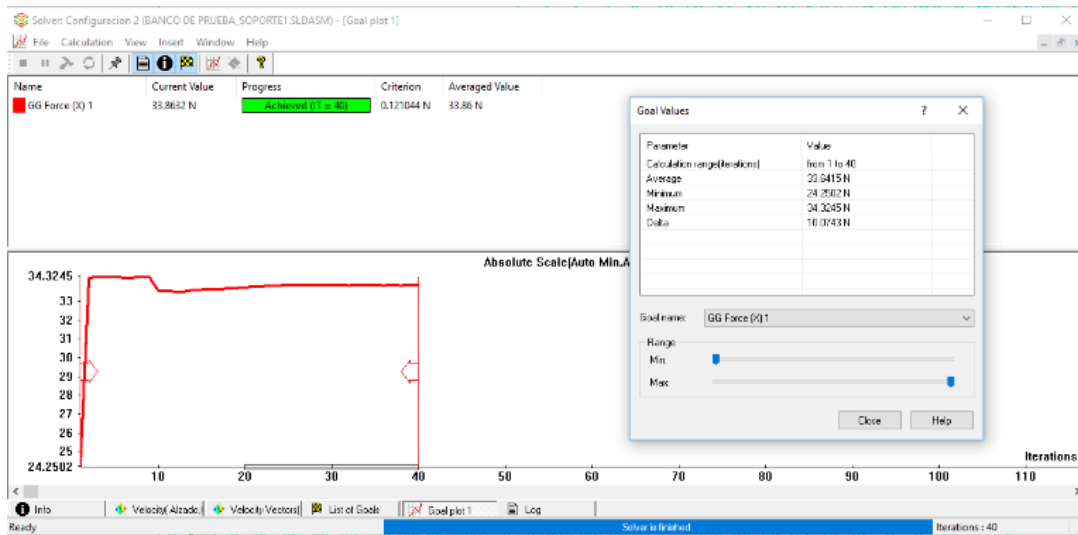 Solver: Configuracion 2 (BANCO DE PRUEBA_SOPORTE1.SLDASM) - [Goal plot 1]
File Calculation View Insert Window Help
Name Current Value Progress Criterion Averaged Value
GG Force (X) 1 33.8632 N Achieved (IT = 40) 0.121044 N 33.86 N
Goal Values
Parameter Value
Calculation range(iterations) from 1 to 40
Average 33.6415 N
Minimum 24.2502 N
Maximum 34.3245 N
Delta 10.0743 N
Goal name: GG Force (X) 1
Range
Min:
Max:
Close Help
Absolute Scale(Auto Min,A
34.3245
33
32
31
30
29
28
27
26
25
24.2502
10 20 30 40 50 60 70 80 90 100 110
Iterations
Info Velocity( Alzado,l Velocity Vectors( List of Goals Goal plot 1 Log
Ready Solver is finished. Iterations : 40